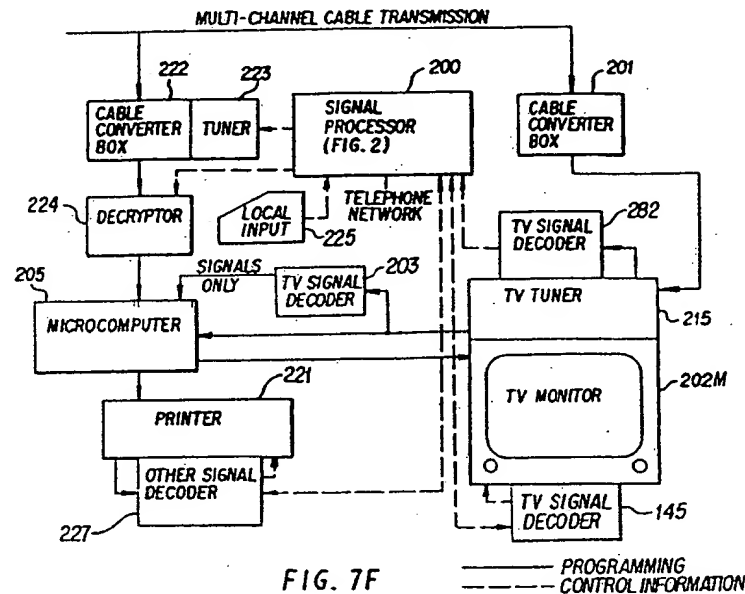 MULTI-CHANNEL CABLE TRANSMISSION
222
223
200
201
CABLE
CONVERTER
BOX
TUNER
SIGNAL
PROCESSOR
(FIG. 2)
CABLE
CONVERTER
BOX
224
DECRYPTOR
LOCAL
INPUT
225
TELEPHONE
NETWORK
282
TV SIGNAL
DECODER
205
SIGNALS
ONLY
TV SIGNAL
DECODER
203
MICROCOMPUTER
TV TUNER
215
202M
TV MONITOR
221
PRINTER
OTHER SIGNAL
DECODER
227
TV SIGNAL
DECODER
145
FIG. 7F
PROGRAMMING
CONTROL INFORMATION